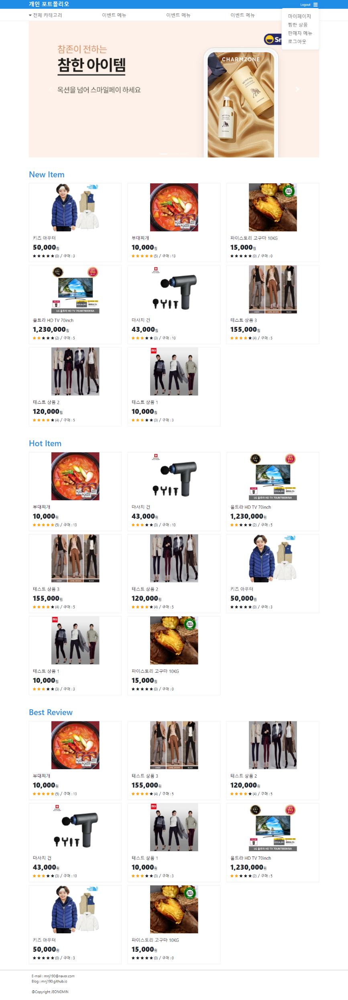 개인 포트폴리오
Logout
전체 카테고리 이벤트 메뉴 이벤트 메뉴 이벤트 메뉴
마이페이지
찜한 상품
판매자 메뉴
로그아웃
참존이 전하는
참한 아이템
옥션을 넘어 스마일페이 하세요
CHARMZONE
New Item
키즈 아우터
50,000원
(0) / 구매 : 3
부대찌개
10,000원
(5) / 구매 : 13
파이스토리 고구마 10KG
15,000원
(0) / 구매 : 0
LG 울트라 HD TV 70UM7800KNA
울트라 HD TV 70inch
1,230,000원
(2) / 구매 : 5
마사지 건
43,000원
(3) / 구매 : 10
GREEK CAMEL BROWN BLACK
테스트 상품 3
155,000원
(4) / 구매 : 5
테스트 상품 2
120,000원
(4) / 구매 : 5
m9
테스트 상품 1
10,000원
(3) / 구매 : 3
Hot Item
부대찌개
10,000원
(5) / 구매 : 13
마사지 건
43,000원
(3) / 구매 : 10
LG 울트라 HD TV 70UM7800KNA
울트라 HD TV 70inch
1,230,000원
(2) / 구매 : 5
GREEK CAMEL BROWN BLACK
테스트 상품 3
155,000원
(4) / 구매 : 5
테스트 상품 2
120,000원
(4) / 구매 : 5
키즈 아우터
50,000원
(0) / 구매 : 3
m9
테스트 상품 1
10,000원
(3) / 구매 : 3
파이스토리 고구마 10KG
15,000원
(0) / 구매 : 0
Best Review
부대찌개
10,000원
(5) / 구매 : 13
GREEK CAMEL BROWN BLACK
테스트 상품 3
155,000원
(4) / 구매 : 5
테스트 상품 2
120,000원
(4) / 구매 : 5
마사지 건
43,000원
(3) / 구매 : 10
m9
테스트 상품 1
10,000원
(3) / 구매 : 3
LG 울트라 HD TV 70UM7800KNA
울트라 HD TV 70inch
1,230,000원
(2) / 구매 : 5
키즈 아우터
50,000원
(0) / 구매 : 3
파이스토리 고구마 10KG
15,000원
(0) / 구매 : 0
E-mail : mnj190@naver.com
Blog : mnj190.github.io
@Copyright JEONGMIN